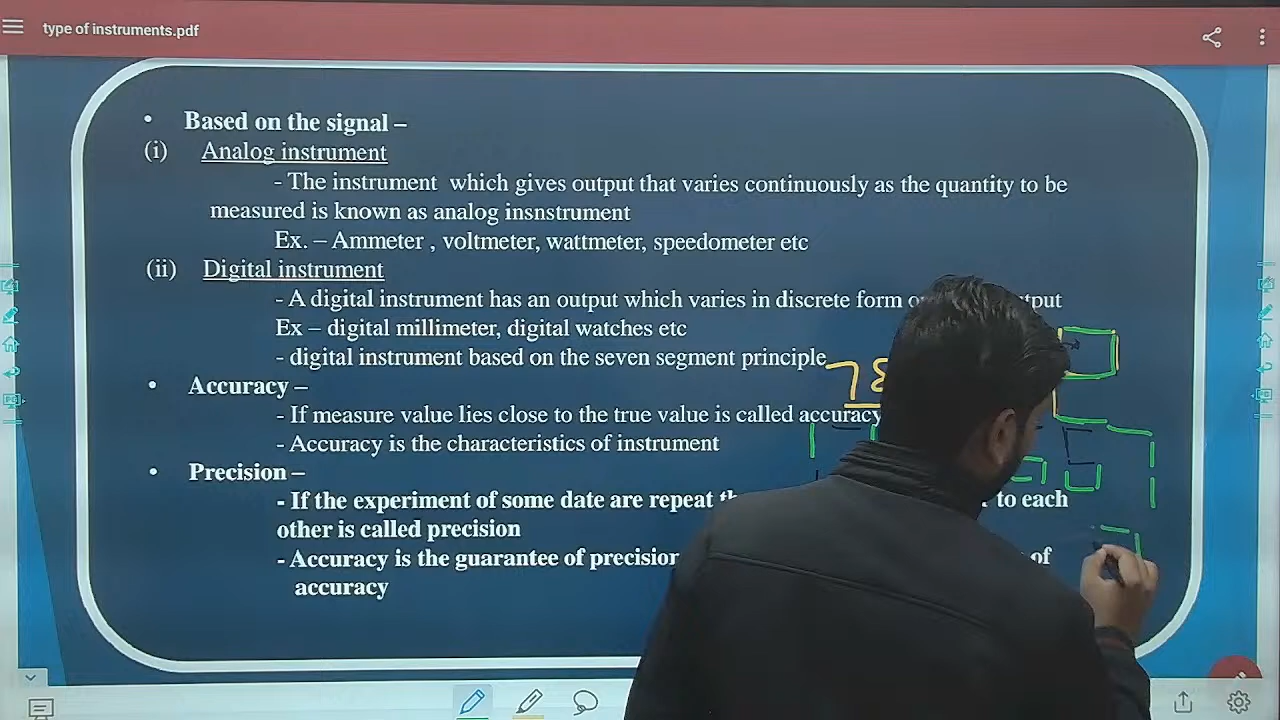 type of instruments.pdf
• Based on the signal –
(i) Analog instrument
- The instrument which gives output that varies continuously as the quantity to be
measured is known as analog insnstrument
Ex. – Ammeter , voltmeter, wattmeter, speedometer etc
(ii) Digital instrument
- A digital instrument has an output which varies in discrete form
Ex – digital millimeter, digital watches etc
- digital instrument based on the seven segment principle
78
• Accuracy –
- If measure value lies close to the true value is called accuracy
- Accuracy is the characteristics of instrument
• Precision –
- If the experiment of some date are repeat to each
other is called precision
- Accuracy is the guarantee of precision of
accuracy